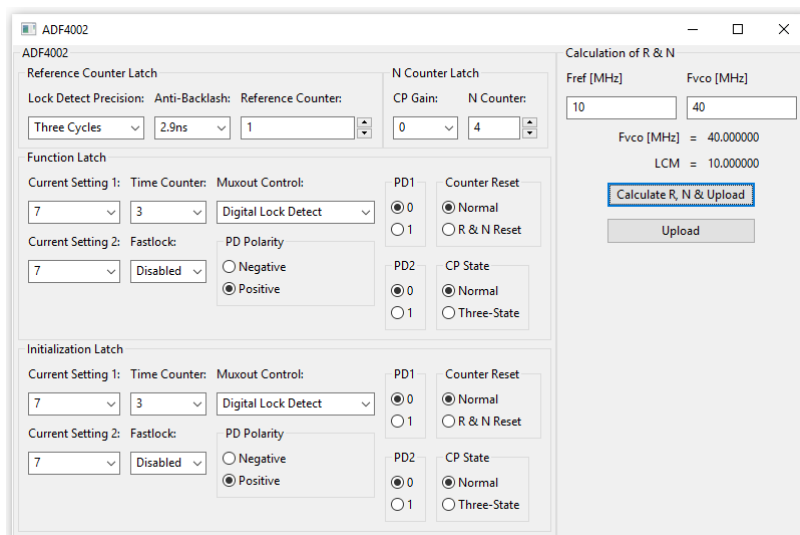 ADF4002
ADF4002
Reference Counter Latch
Lock Detect Precision: Anti-Backlash: Reference Counter:
Three Cycles 2.9ns 1
N Counter Latch
CP Gain: N Counter:
0 4
Function Latch
Current Setting 1: Time Counter: Muxout Control:
7 3 Digital Lock Detect
Current Setting 2: Fastlock:
7 Disabled
PD Polarity
Negative
Positive
PD1
0
1
Counter Reset
Normal
R & N Reset
PD2
0
1
CP State
Normal
Three-State
Initialization Latch
Current Setting 1: Time Counter: Muxout Control:
7 3 Digital Lock Detect
Current Setting 2: Fastlock:
7 Disabled
PD Polarity
Negative
Positive
PD1
0
1
Counter Reset
Normal
R & N Reset
PD2
0
1
CP State
Normal
Three-State
Calculation of R & N
Fref [MHz] Fvco [MHz]
10 40
Fvco [MHz] = 40.000000
LCM = 10.000000
Calculate R, N & Upload
Upload